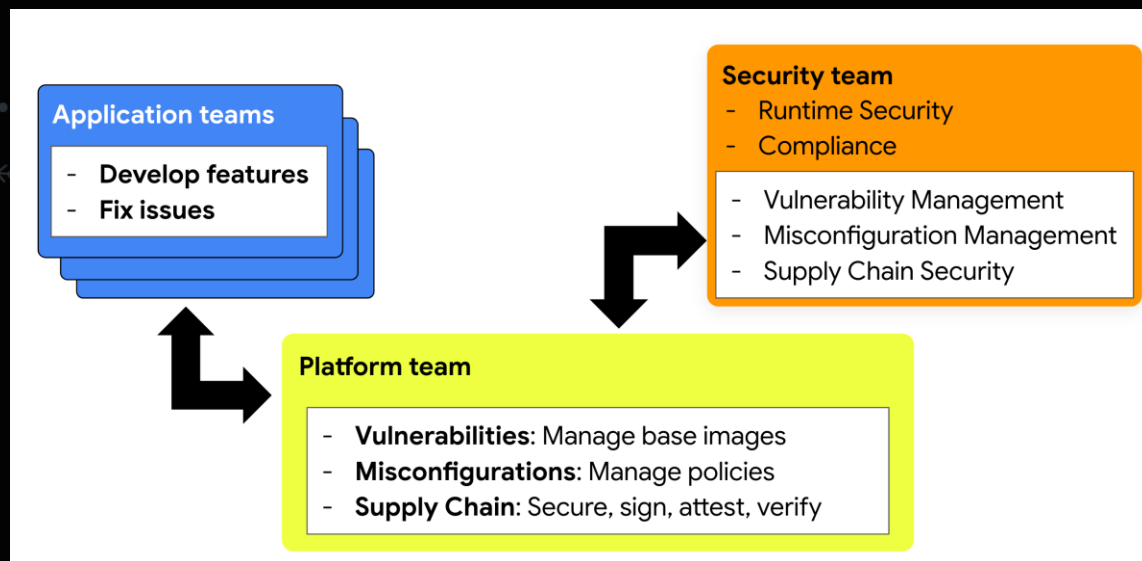 Application teams
- Develop features
- Fix issues
Security team
- Runtime Security
- Compliance
- Vulnerability Management
- Misconfiguration Management
- Supply Chain Security
Platform team
- Vulnerabilities: Manage base images
- Misconfigurations: Manage policies
- Supply Chain: Secure, sign, attest, verify